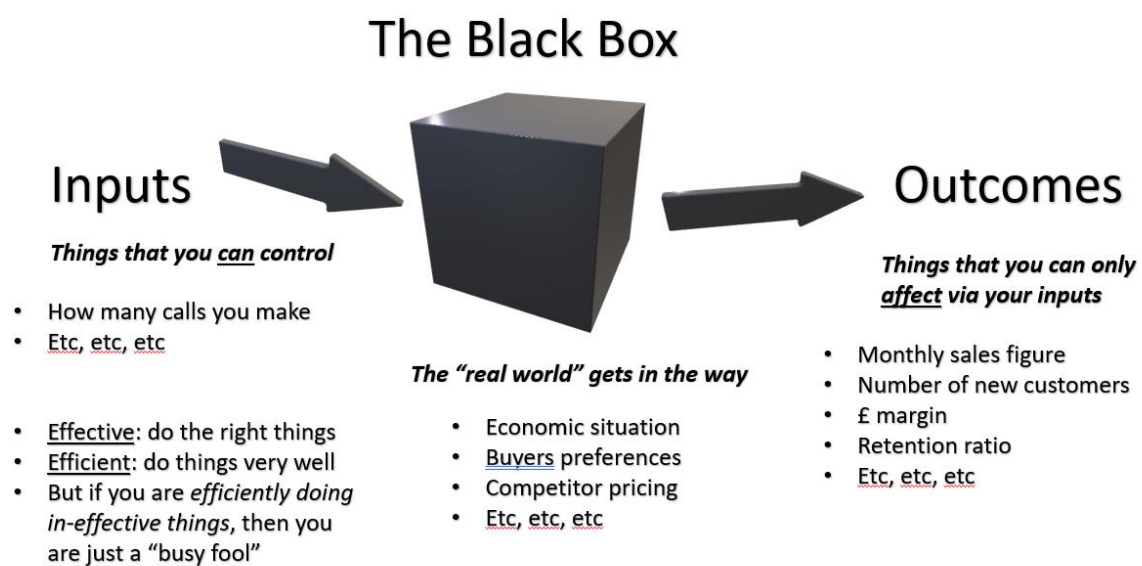 The Black Box
Inputs
Things that you can control
• How many calls you make
• Etc, etc, etc
• Effective: do the right things
• Efficient: do things very well
• But if you are efficiently doing
in-effective things, then you
are just a “busy fool”
The “real world” gets in the way
• Economic situation
• Buyers preferences
• Competitor pricing
• Etc, etc, etc
Outcomes
Things that you can only
affect via your inputs
• Monthly sales figure
• Number of new customers
• £ margin
• Retention ratio
• Etc, etc, etc